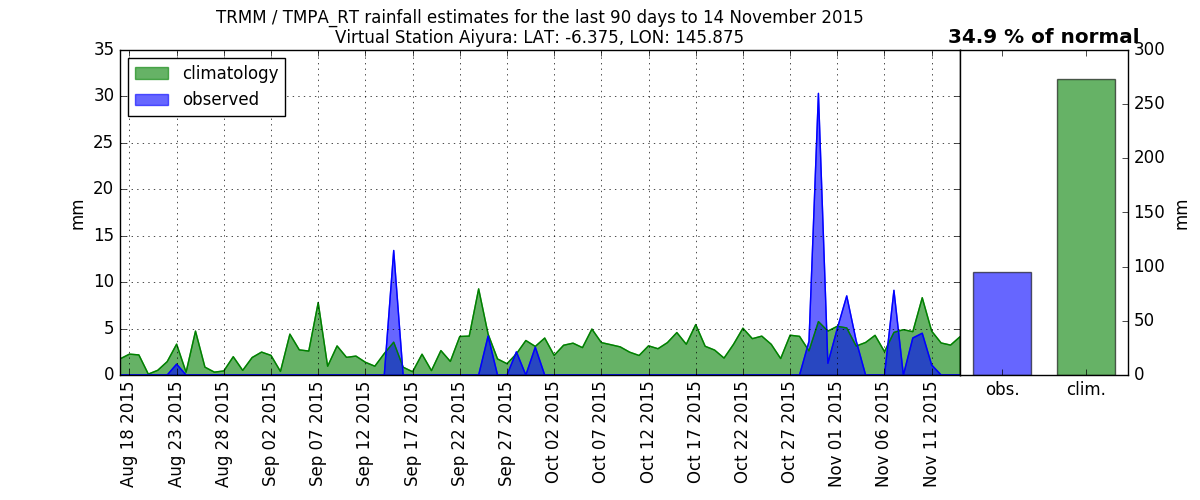 TRMM / TMPA_RT rainfall estimates for the last 90 days to 14 November 2015
Virtual Station Aiyura: LAT: -6.375, LON: 145.875
34.9 % of normal
climatology
observed
35
30
25
20
15
10
5
0
mm
Aug 18 2015
Aug 23 2015
Aug 28 2015
Sep 02 2015
Sep 07 2015
Sep 12 2015
Sep 17 2015
Sep 22 2015
Sep 27 2015
Oct 02 2015
Oct 07 2015
Oct 12 2015
Oct 17 2015
Oct 22 2015
Oct 27 2015
Nov 01 2015
Nov 06 2015
Nov 11 2015
300
250
200
150
100
50
0
mm
obs.
clim.